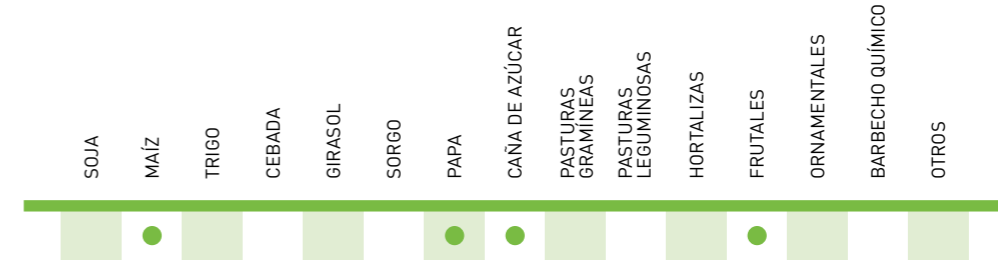 SOJA
MAÍZ
TRIGO
CEBADA
GIRASOL
SORGO
PAPA
CAÑA DE AZÚCAR
PASTURAS
GRAMÍNEAS
PASTURAS
LEGUMINOSAS
HORTALIZAS
FRUTALES
ORNAMENTALES
BARBECHO QUÍMICO
OTROS